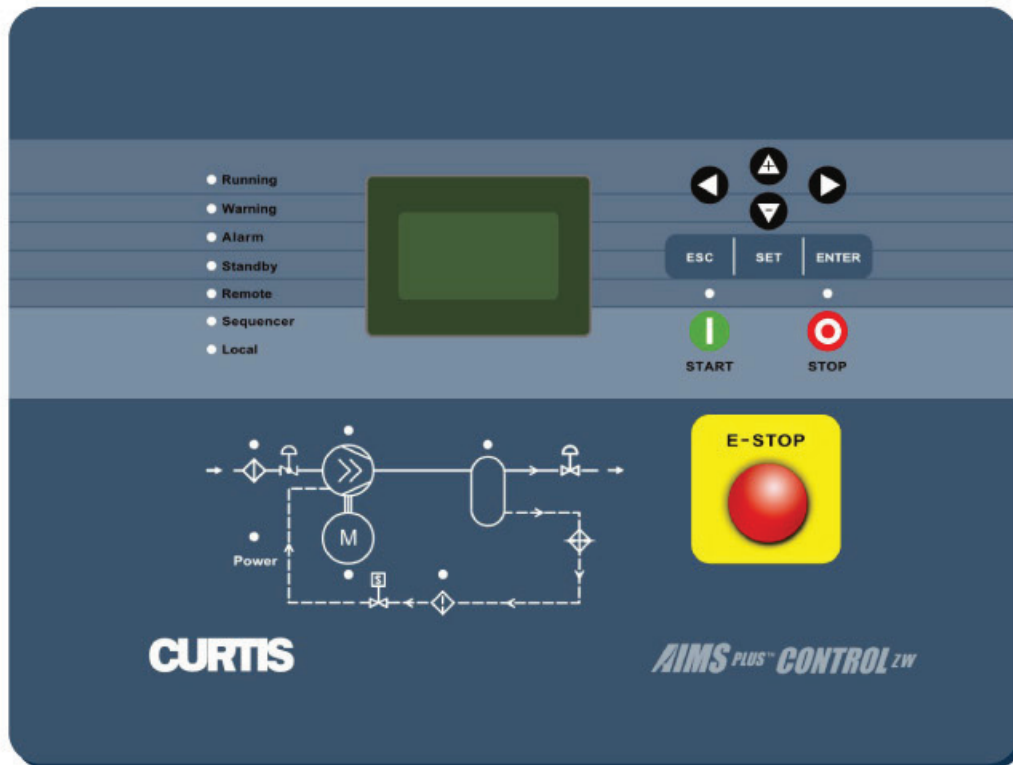 Running
Warning
Alarm
Standby
Remote
Sequencer
Local
+
-
ESC
SET
ENTER
START
STOP
E-STOP
M
Power
S
CURTIS
AIMS PLUS™ CONTROL ZW